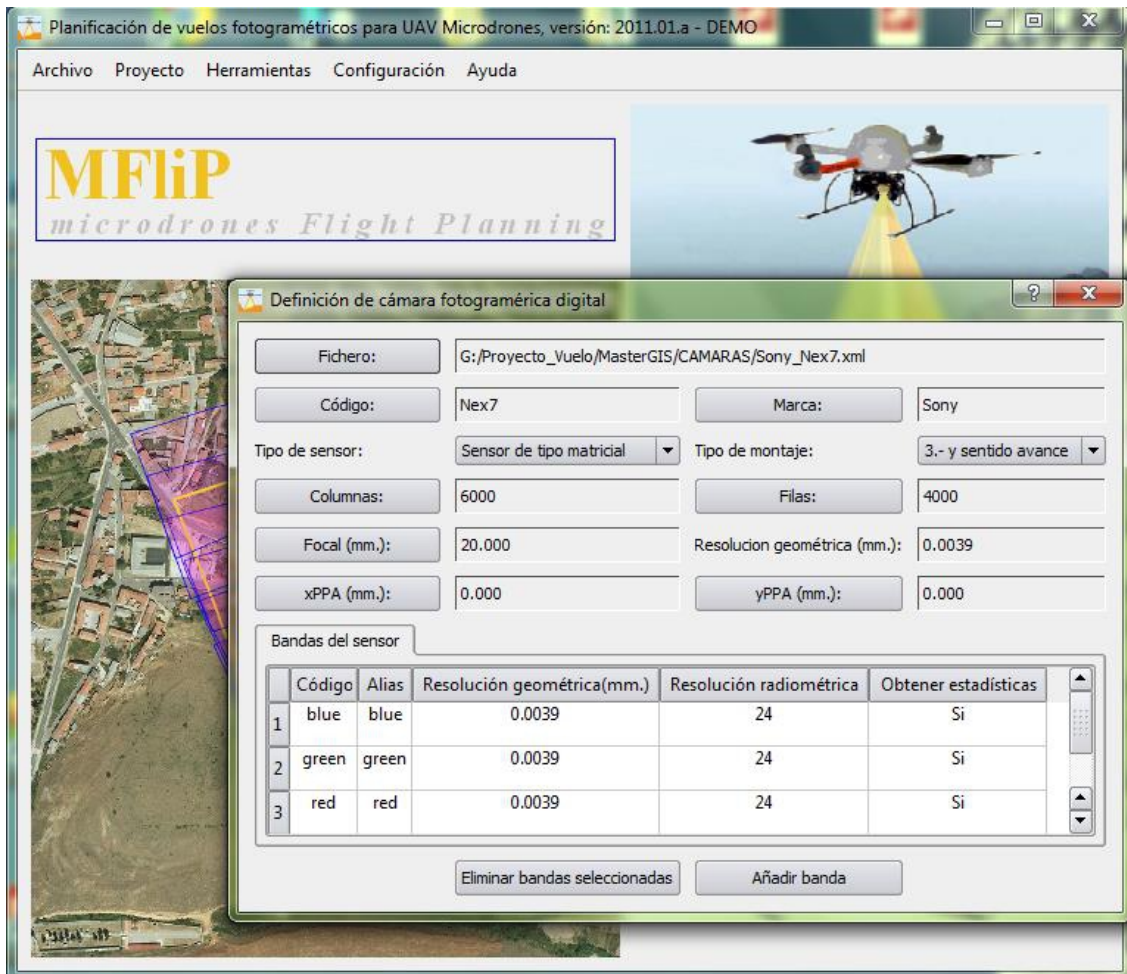 Planificación de vuelos fotogramétricos para UAV Microdrones, versión: 2011.01.a - DEMO
Archivo Proyecto Herramientas Configuración Ayuda
MFliP
microdrones Flight Planning
Definición de cámara fotogramérica digital
Fichero: G:/Proyecto_Vuelo/MasterGIS/CAMARAS/Sony_Nex7.xml
Código: Nex7 Marca: Sony
Tipo de sensor: Sensor de tipo matricial Tipo de montaje: 3.- y sentido avance
Columnas: 6000 Filas: 4000
Focal (mm.): 20.000 Resolucion geométrica (mm.): 0.0039
xPPA (mm.): 0.000 yPPA (mm.): 0.000
Bandas del sensor
Código Alias Resolución geométrica(mm.) Resolución radiométrica Obtener estadísticas
1 blue blue 0.0039 24 Si
2 green green 0.0039 24 Si
3 red red 0.0039 24 Si
Eliminar bandas seleccionadas Añadir banda